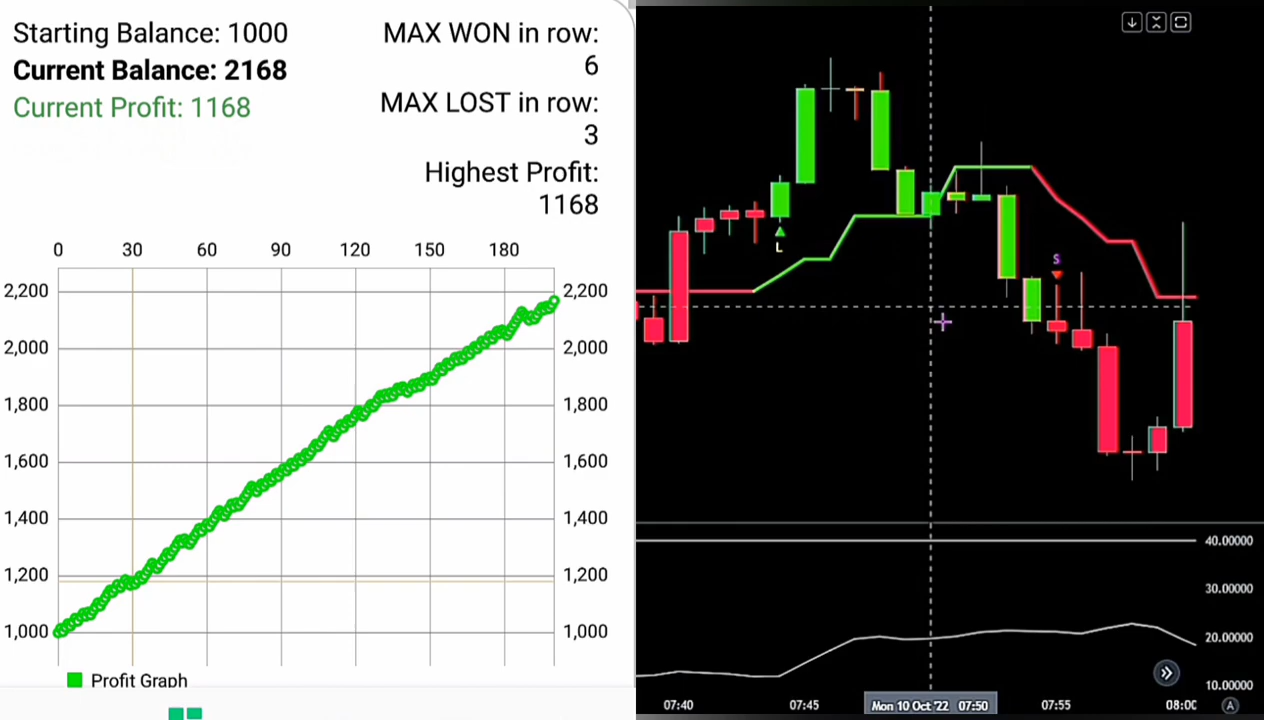 Starting Balance: 1000
Current Balance: 2168
Current Profit: 1168
MAX WON in row:
6
MAX LOST in row:
3
Highest Profit:
1168
0 30 60 90 120 150 180
2,200 2,200
2,000 2,000
1,800 1,800
1,600 1,600
1,400 1,400
1,200 1,200
1,000 1,000
Profit Graph
L
S
40.00000
30.00000
20.00000
10.00000
07:40 07:45 Mon 10 Oct '22 07:50 07:55 08:00
A